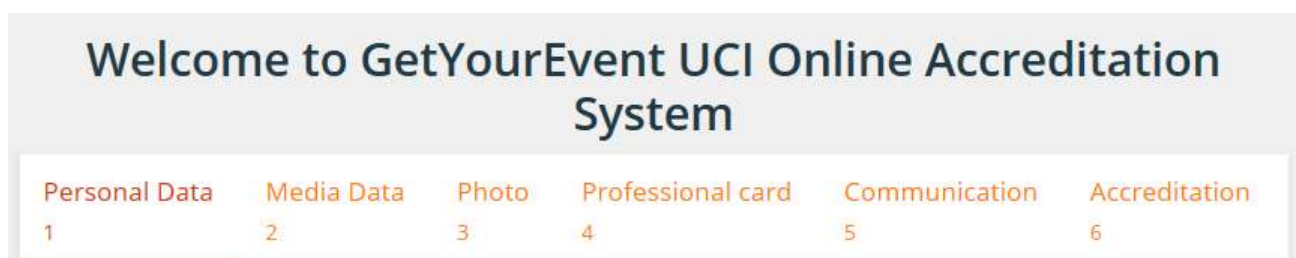 Welcome to GetYourEvent UCI Online Accreditation
System
Personal Data Media Data Photo Professional card Communication Accreditation
1 2 3 4 5 6